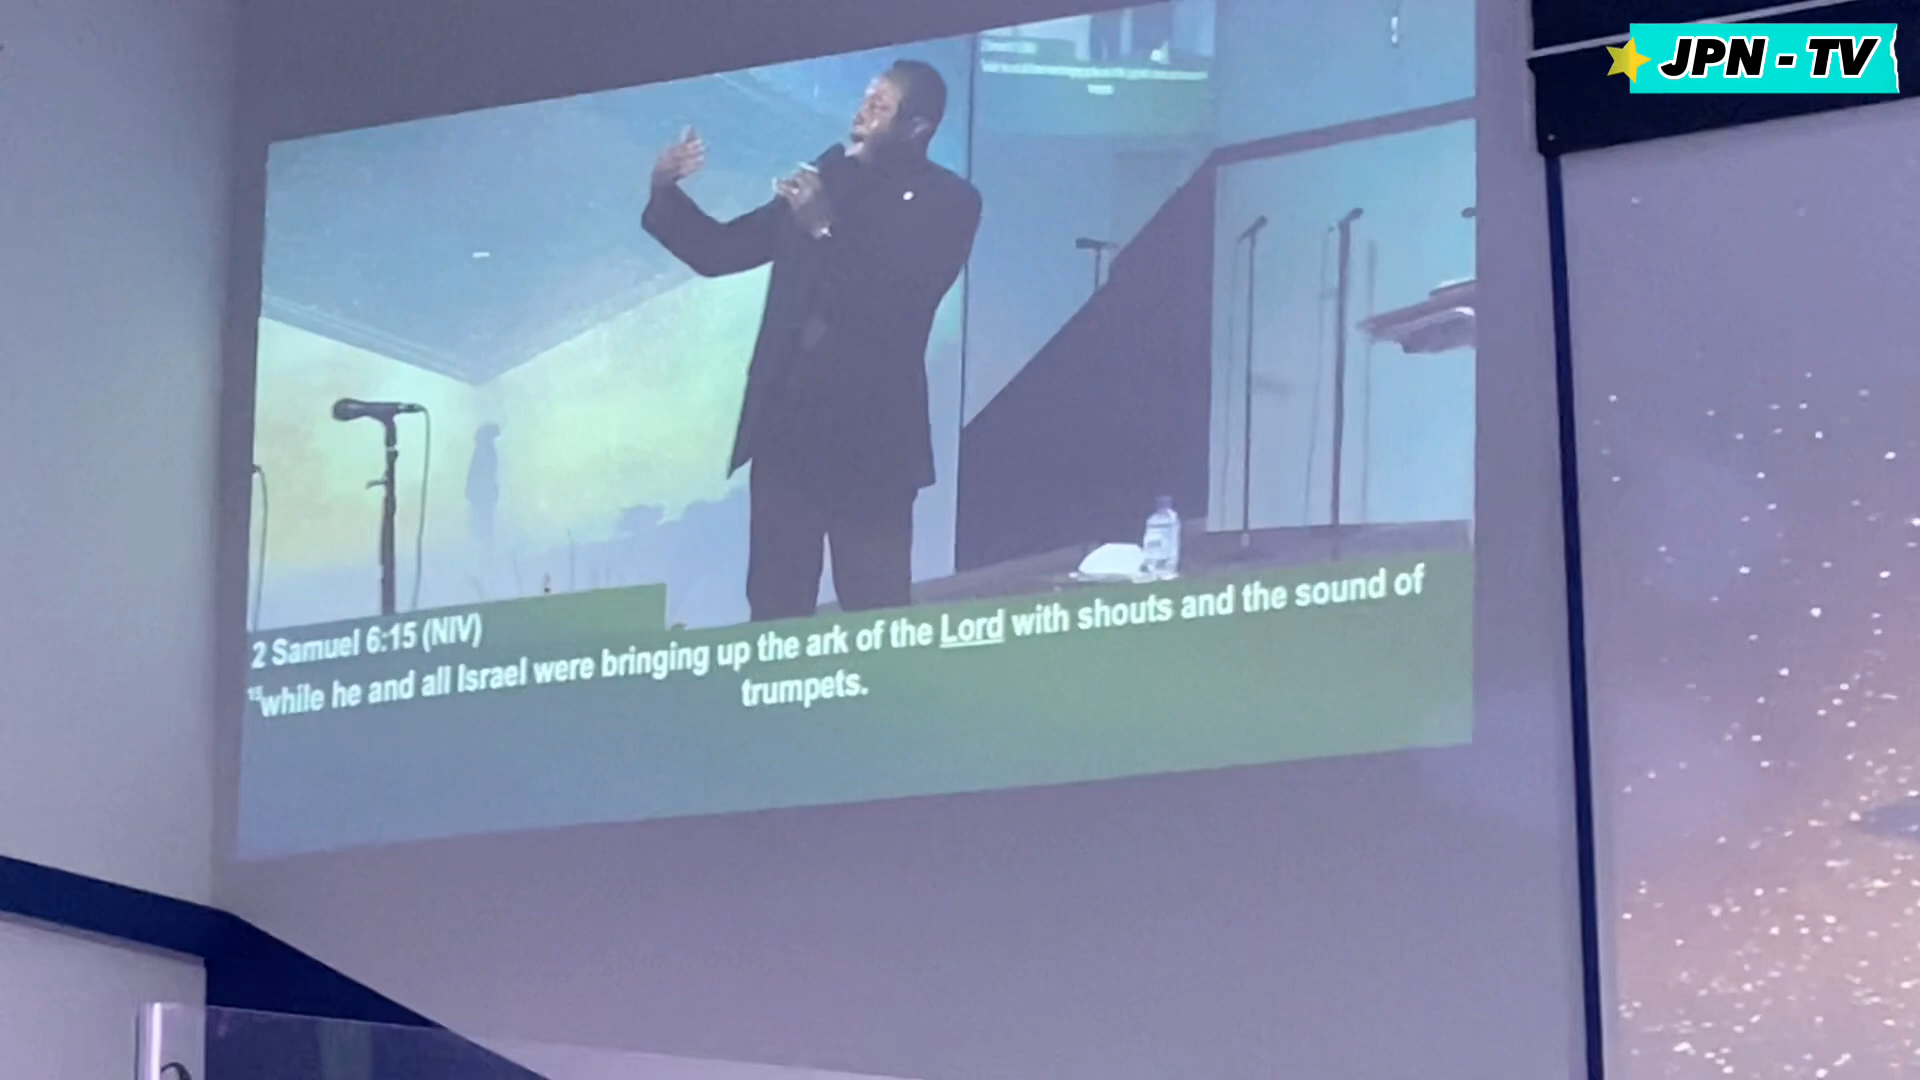 JPN - TV
2 Samuel 6:15 (NIV)
15while he and all Israel were bringing up the ark of the Lord with shouts and the sound of
trumpets.